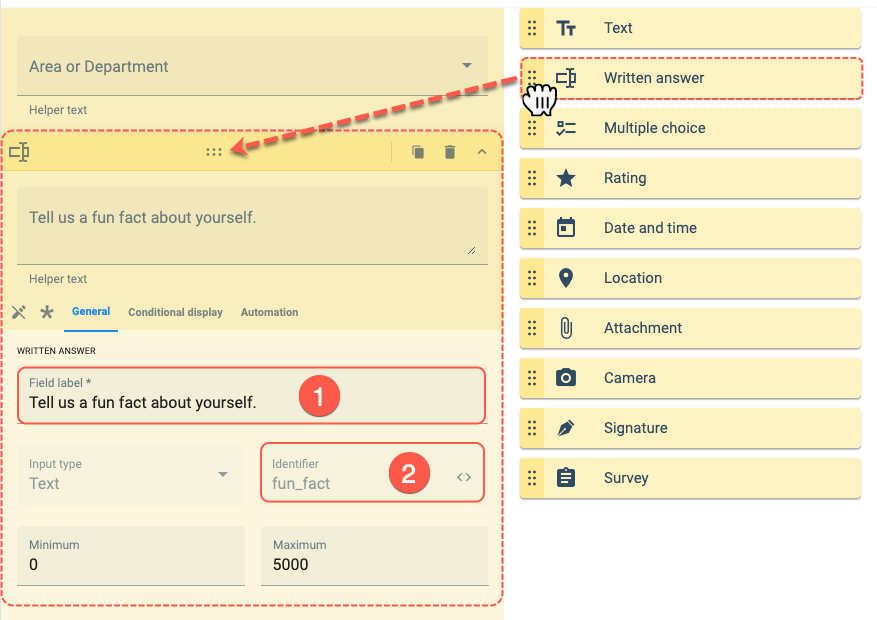 Area or Department
Helper text
Tell us a fun fact about yourself.
Helper text
General Conditional display Automation
WRITTEN ANSWER
Field label *
Tell us a fun fact about yourself.
1
Input type
Text
Identifier
fun_fact
2
Minimum
0
Maximum
5000
Text
Written answer
Multiple choice
Rating
Date and time
Location
Attachment
Camera
Signature
Survey